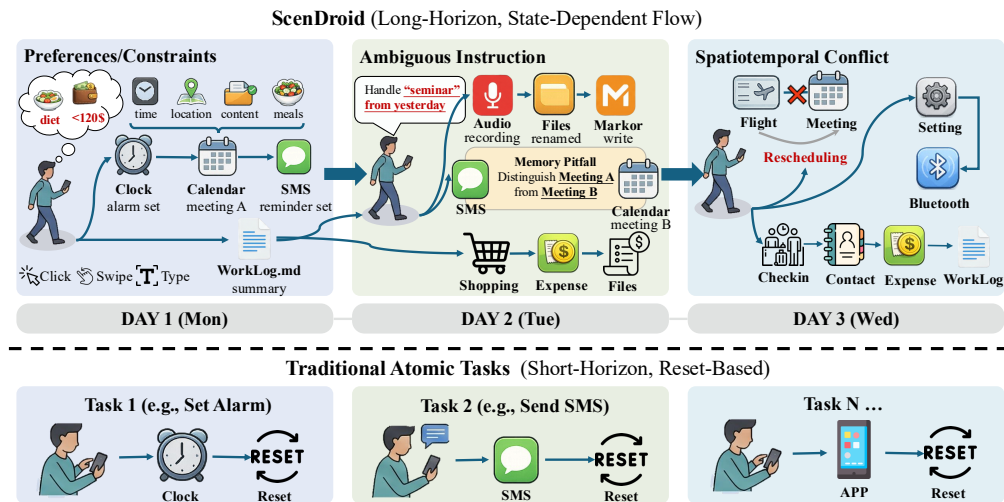 ScenDroid (Long-Horizon, State-Dependent Flow)
Preferences/Constraints
diet
<120$
time
location
content
meals
Clock
alarm set
Calendar
meeting A
SMS
reminder set
WorkLog.md
summary
Click
Swipe
T Type
DAY 1 (Mon)
Ambiguous Instruction
Handle “seminar”
from yesterday
Audio
recording
Files
renamed
Markor
write
Memory Pitfall
Distinguish Meeting A
from Meeting B
SMS
Calendar
meeting B
Shopping
Expense
Files
DAY 2 (Tue)
Spatiotemporal Conflict
Flight
Meeting
Rescheduling
Setting
Bluetooth
Checkin
Contact
Expense
WorkLog
DAY 3 (Wed)
Traditional Atomic Tasks (Short-Horizon, Reset-Based)
Task 1 (e.g., Set Alarm)
Clock
RESET
Reset
Task 2 (e.g., Send SMS)
SMS
RESET
Reset
Task N ...
APP
RESET
Reset